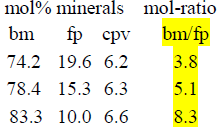 mol% minerals mol-ratio
bm fp cpv bm/fp
74.2 19.6 6.2 3.8
78.4 15.3 6.3 5.1
83.3 10.0 6.6 8.3